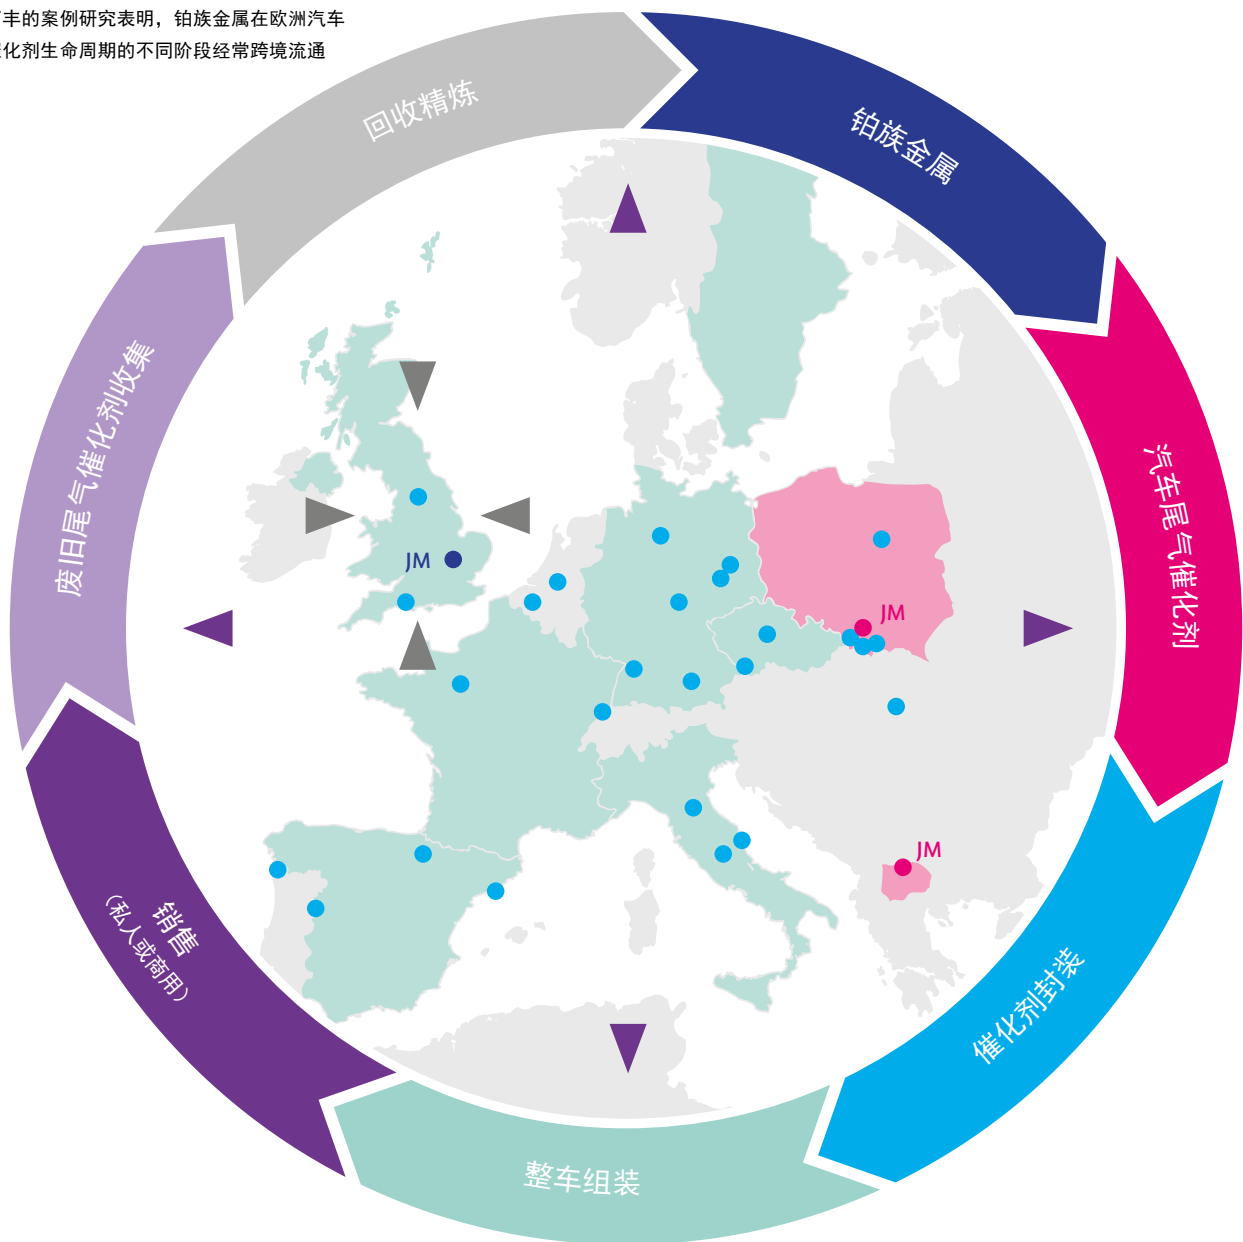 丰的案例研究表明，铂族金属在欧洲汽车
化剂生命周期的不同阶段经常跨境流通
回收精炼
铂族金属
汽车尾气催化剂
催化剂封装
整车组装
销售
（私人或商用）
废旧尾气催化剂收集
JM
JM
JM